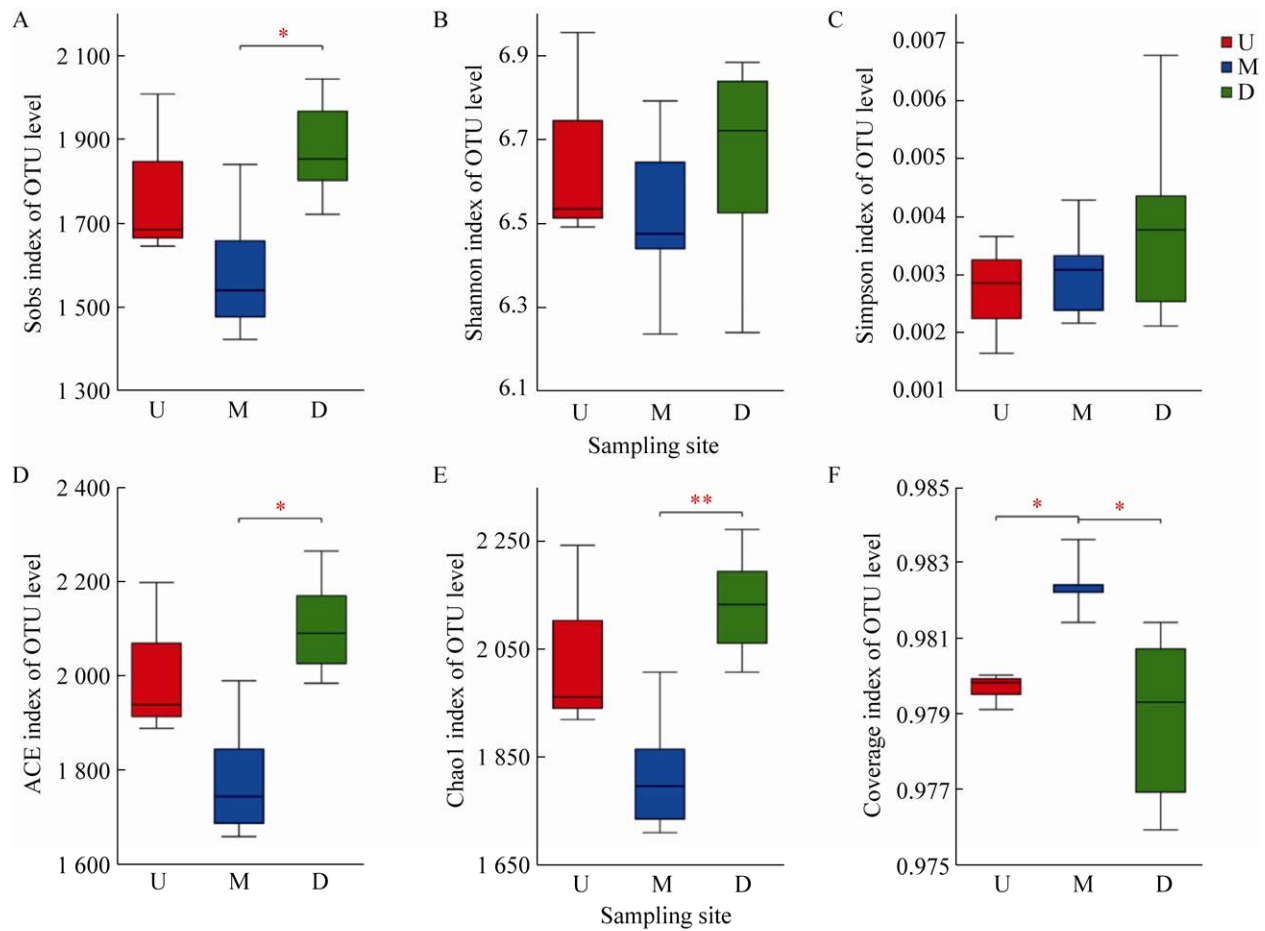 A
Sobs index of OTU level
2 100
1 900
1 700
1 500
1 300
*
U M D
B
Shannon index of OTU level
6.9
6.7
6.5
6.3
6.1
U M D
Sampling site
C
Simpson index of OTU level
0.007
0.006
0.005
0.004
0.003
0.002
0.001
U M D
U
M
D
D
ACE index of OTU level
2 400
2 200
2 000
1 800
1 600
*
U M D
E
Chao1 index of OTU level
2 250
2 050
1 850
1 650
**
U M D
Sampling site
F
Coverage index of OTU level
0.985
0.983
0.981
0.979
0.977
0.975
* *
U M D